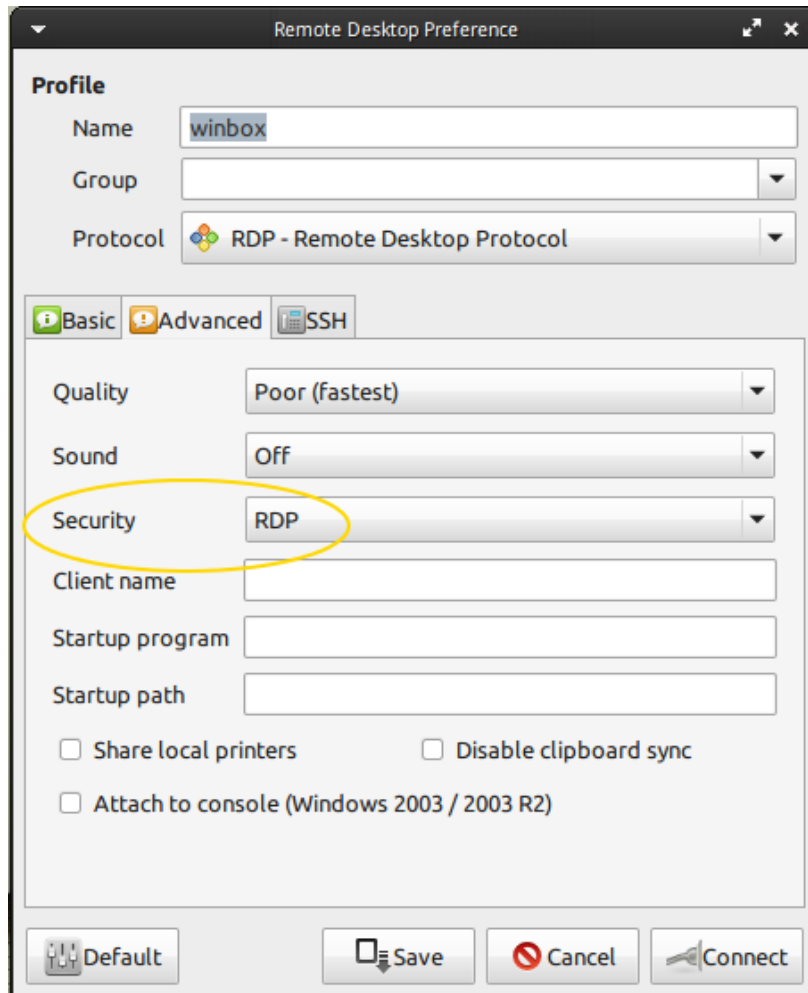 Remote Desktop Preference
Profile
Name winbox
Group
Protocol RDP - Remote Desktop Protocol
Basic Advanced SSH
Quality Poor (fastest)
Sound Off
Security RDP
Client name
Startup program
Startup path
Share local printers Disable clipboard sync
Attach to console (Windows 2003 / 2003 R2)
Default Save Cancel Connect